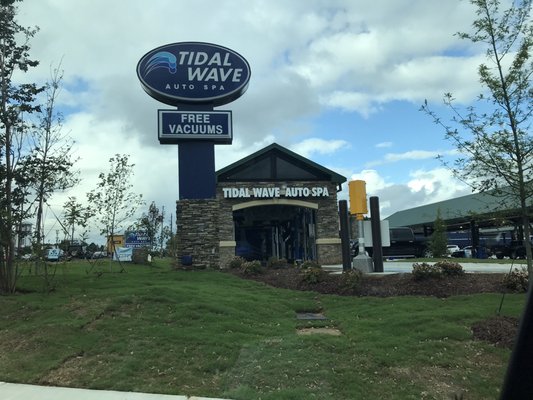 TIDAL
WAVE
AUTO SPA
FREE
VACUUMS
TIDAL WAVE AUTO SPA